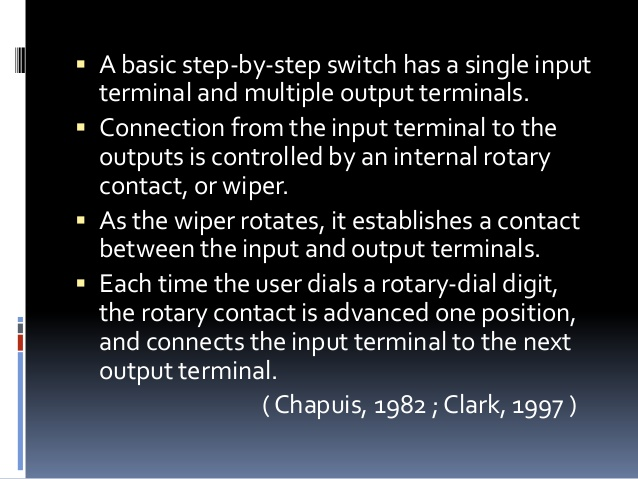 ▪ A basic step-by-step switch has a single input
terminal and multiple output terminals.
▪ Connection from the input terminal to the
outputs is controlled by an internal rotary
contact, or wiper.
▪ As the wiper rotates, it establishes a contact
between the input and output terminals.
▪ Each time the user dials a rotary-dial digit,
the rotary contact is advanced one position,
and connects the input terminal to the next
output terminal.
( Chapuis, 1982 ; Clark, 1997 )